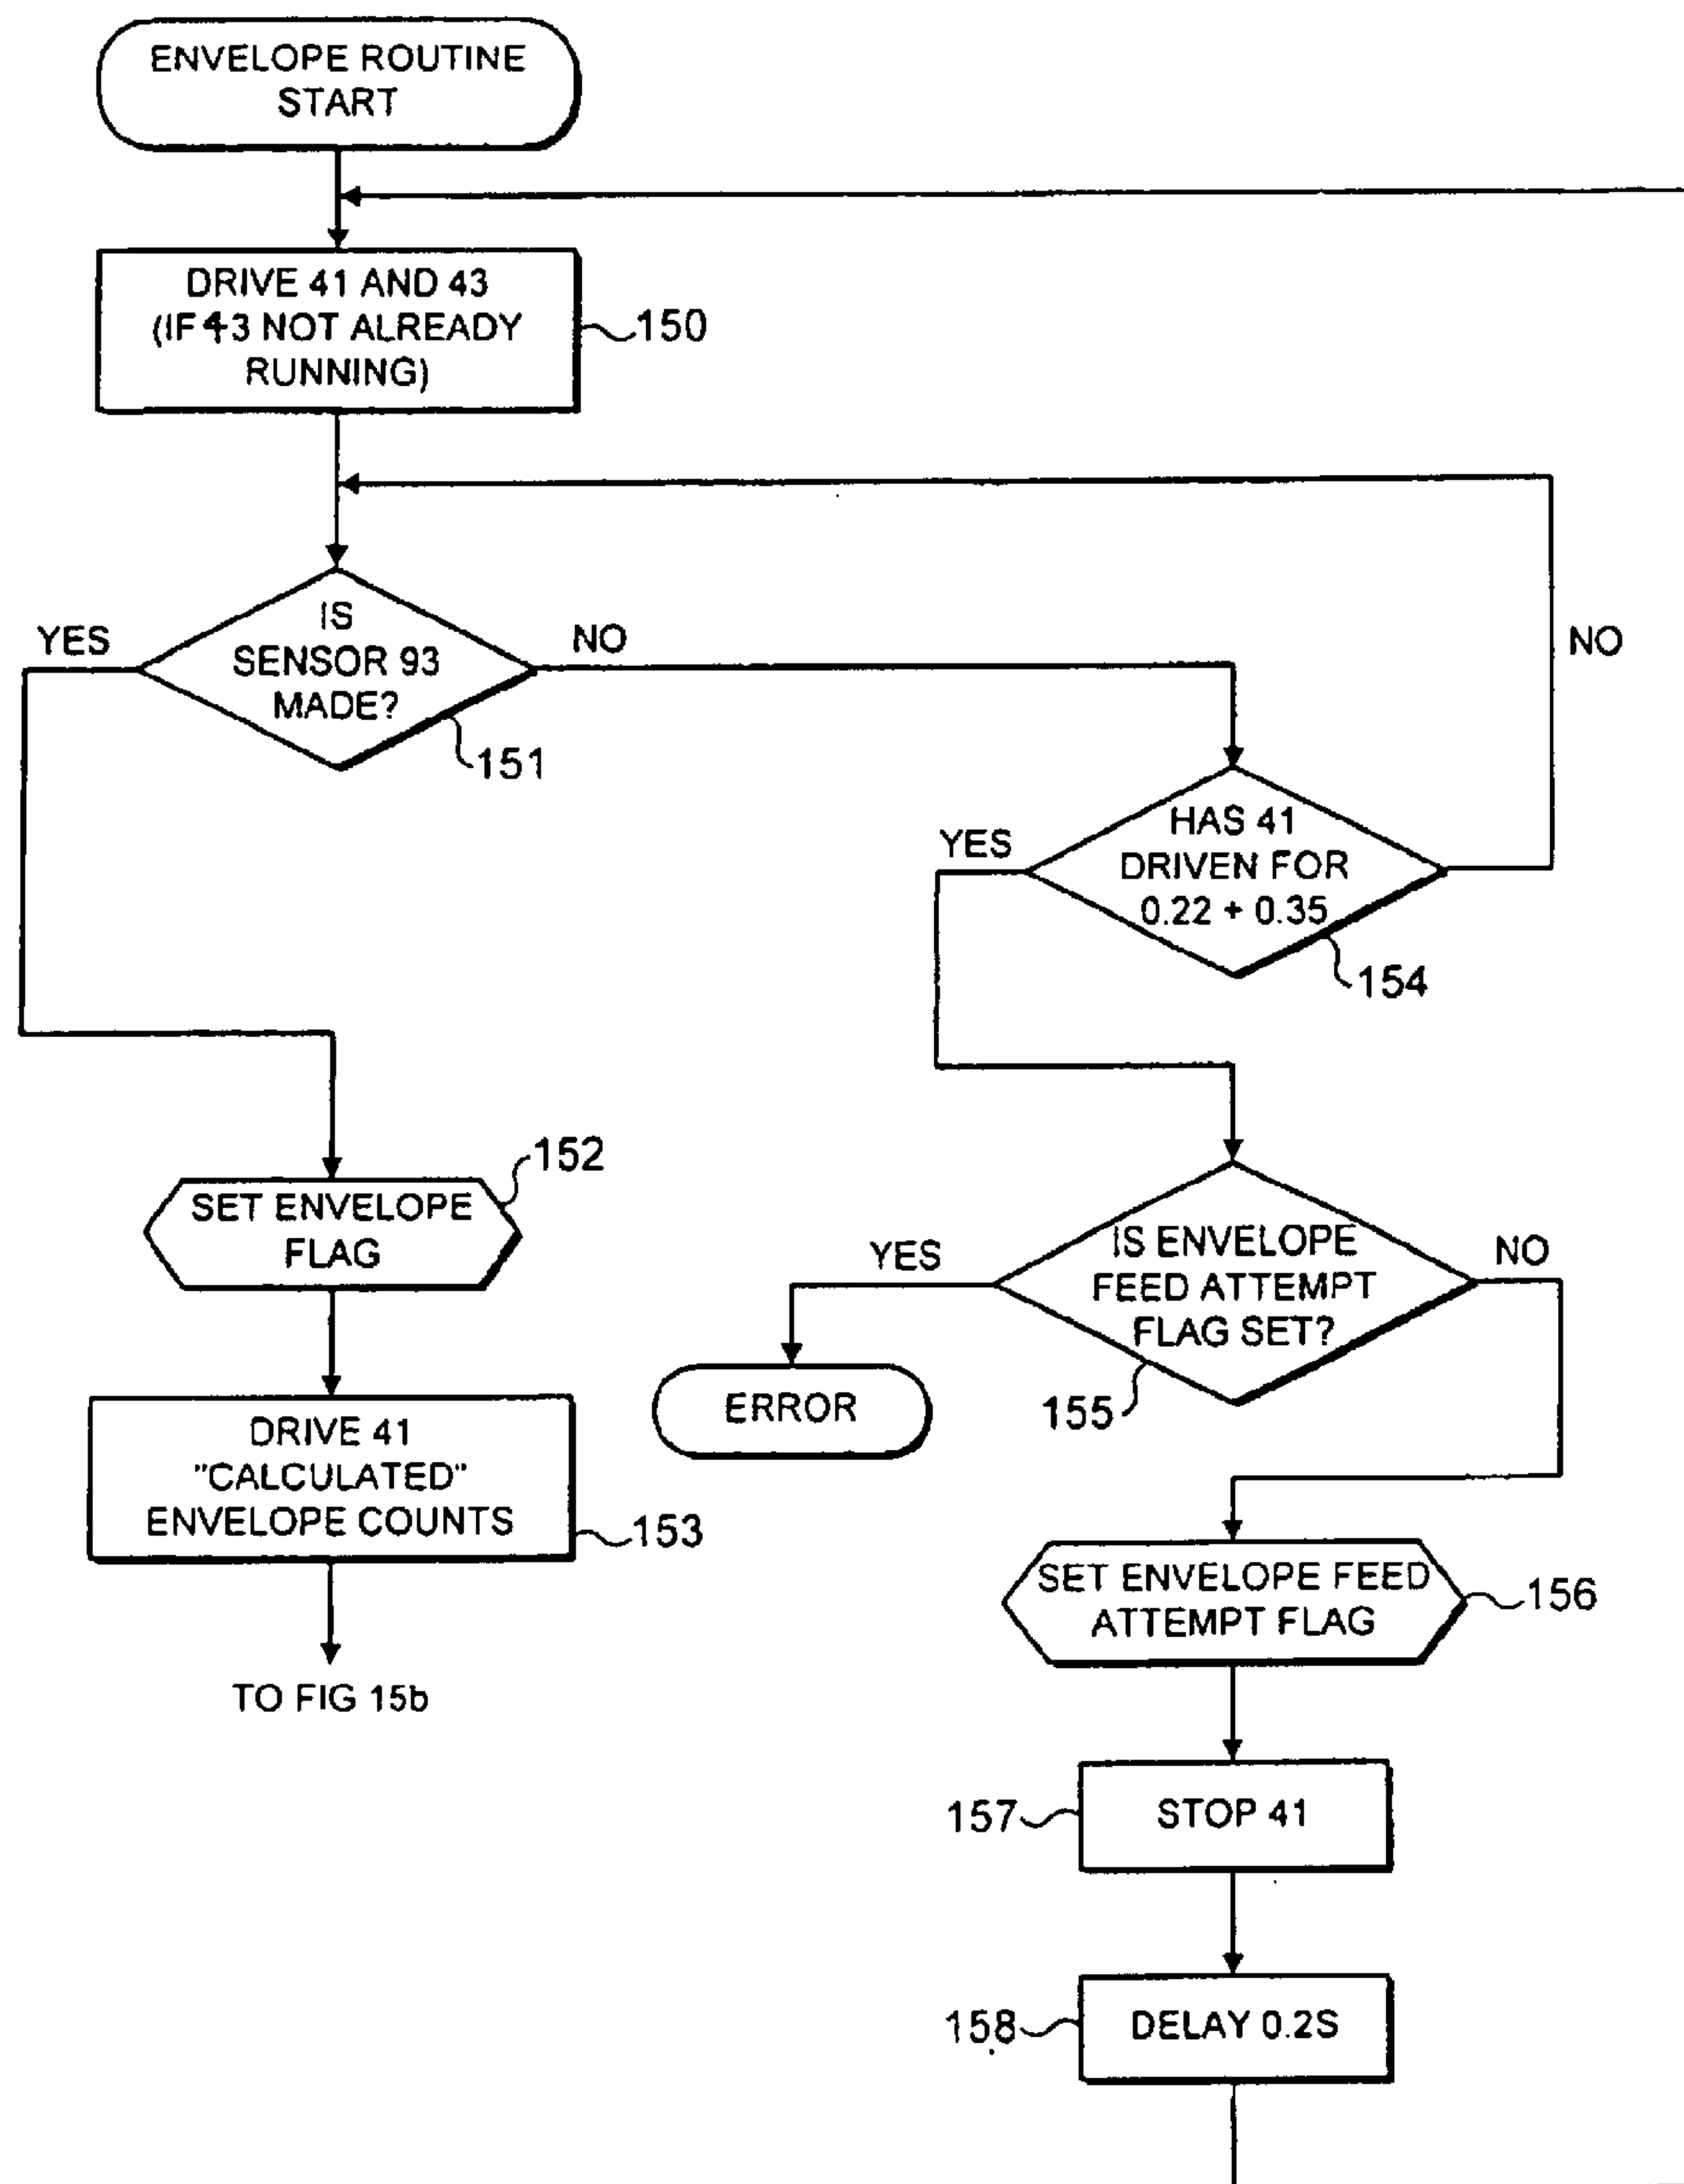 ENVELOPE ROUTINE
START
DRIVE 41 AND 43
(IF 43 NOT ALREADY
RUNNING)
150
IS
SENSOR 93
MADE?
YES
NO
151
NO
HAS 41
DRIVEN FOR
0.22 + 0.35
YES
154
152
SET ENVELOPE
FLAG
IS ENVELOPE
FEED ATTEMPT
FLAG SET?
YES
NO
155
ERROR
DRIVE 41
"CALCULATED"
ENVELOPE COUNTS
153
TO FIG 15b
SET ENVELOPE FEED
ATTEMPT FLAG
156
157
STOP 41
158
DELAY 0.2S